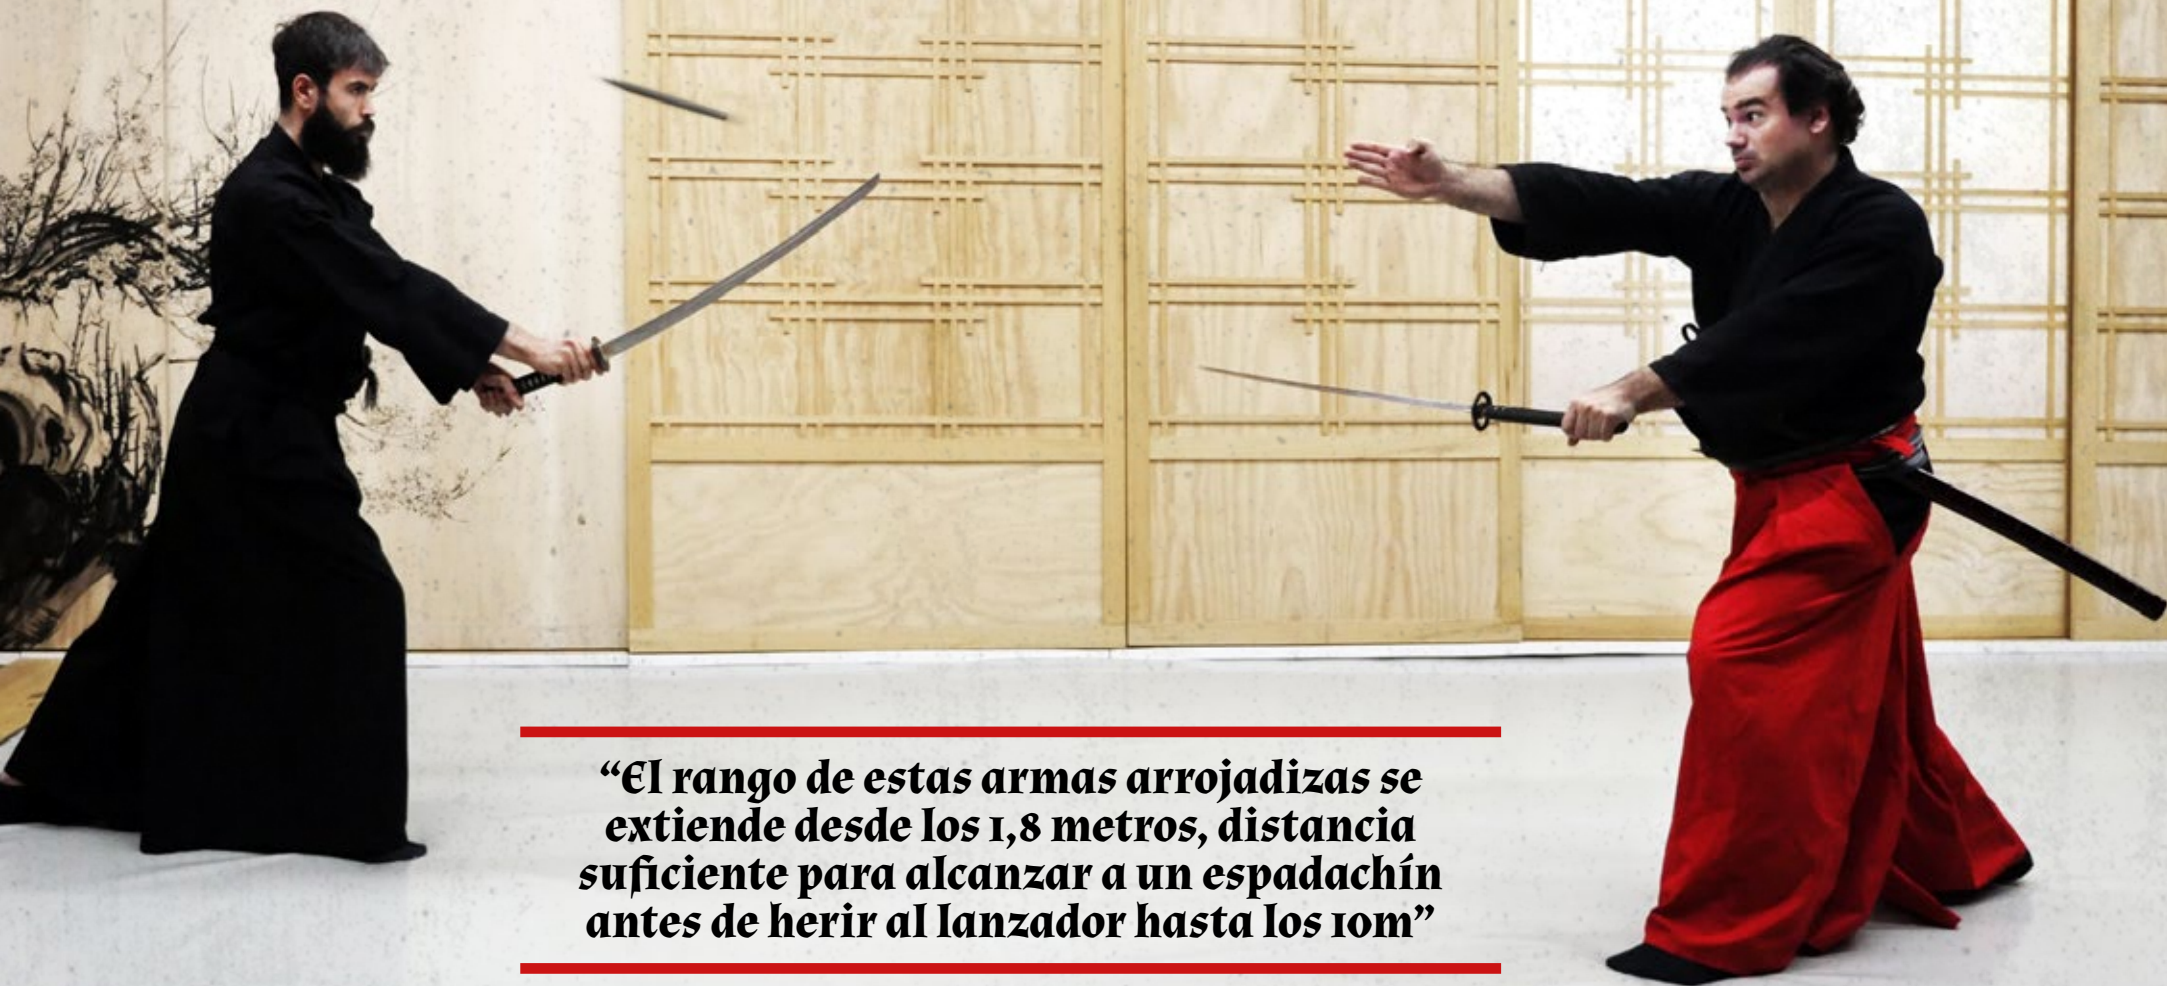 “El rango de estas armas arrojadizas se
extiende desde los 1,8 metros, distancia
suficiente para alcanzar a un espadachín
antes de herir al lanzador hasta los 10m”